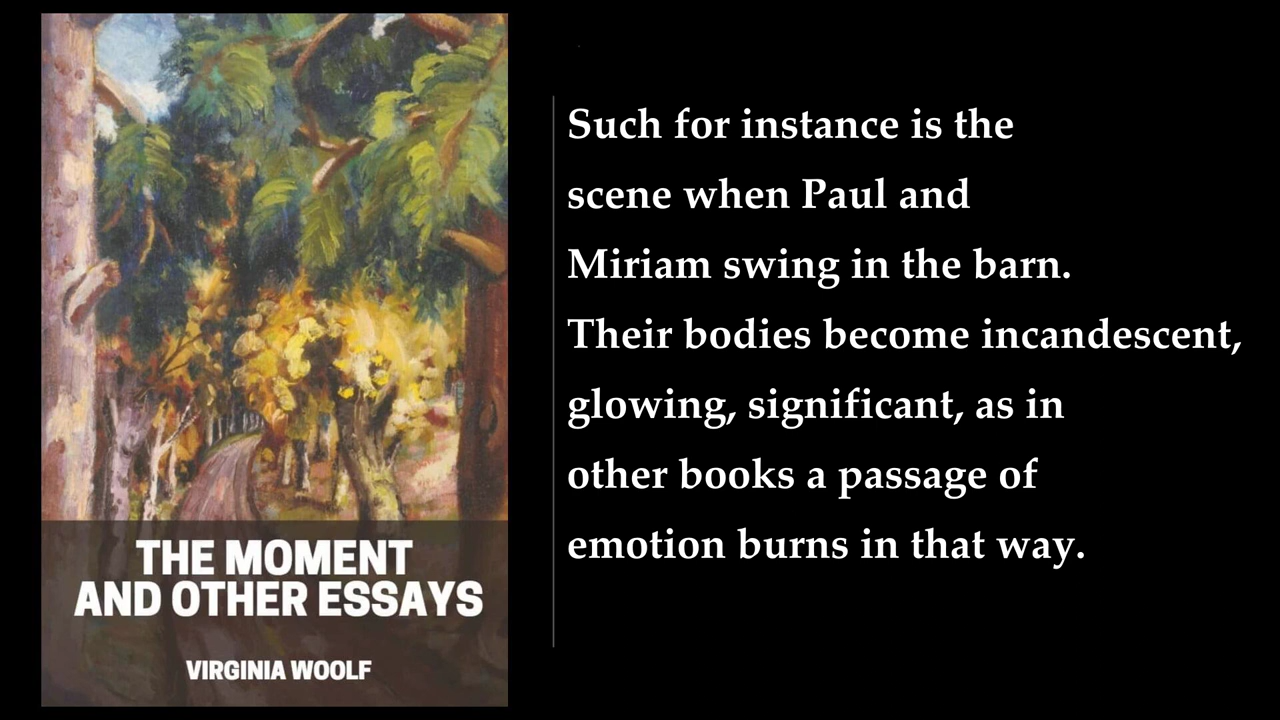 THE MOMENT
AND OTHER ESSAYS
VIRGINIA WOOLF
Such for instance is the
scene when Paul and
Miriam swing in the barn.
Their bodies become incandescent,
glowing, significant, as in
other books a passage of
emotion burns in that way.